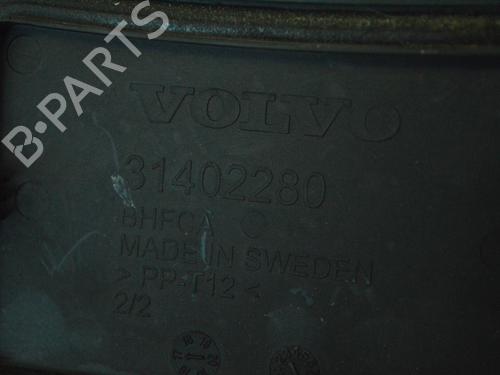 B-PARTS
VOLVO
31402280
BHFCA
MADE IN SWEDEN
> PP-T12 <
2/2